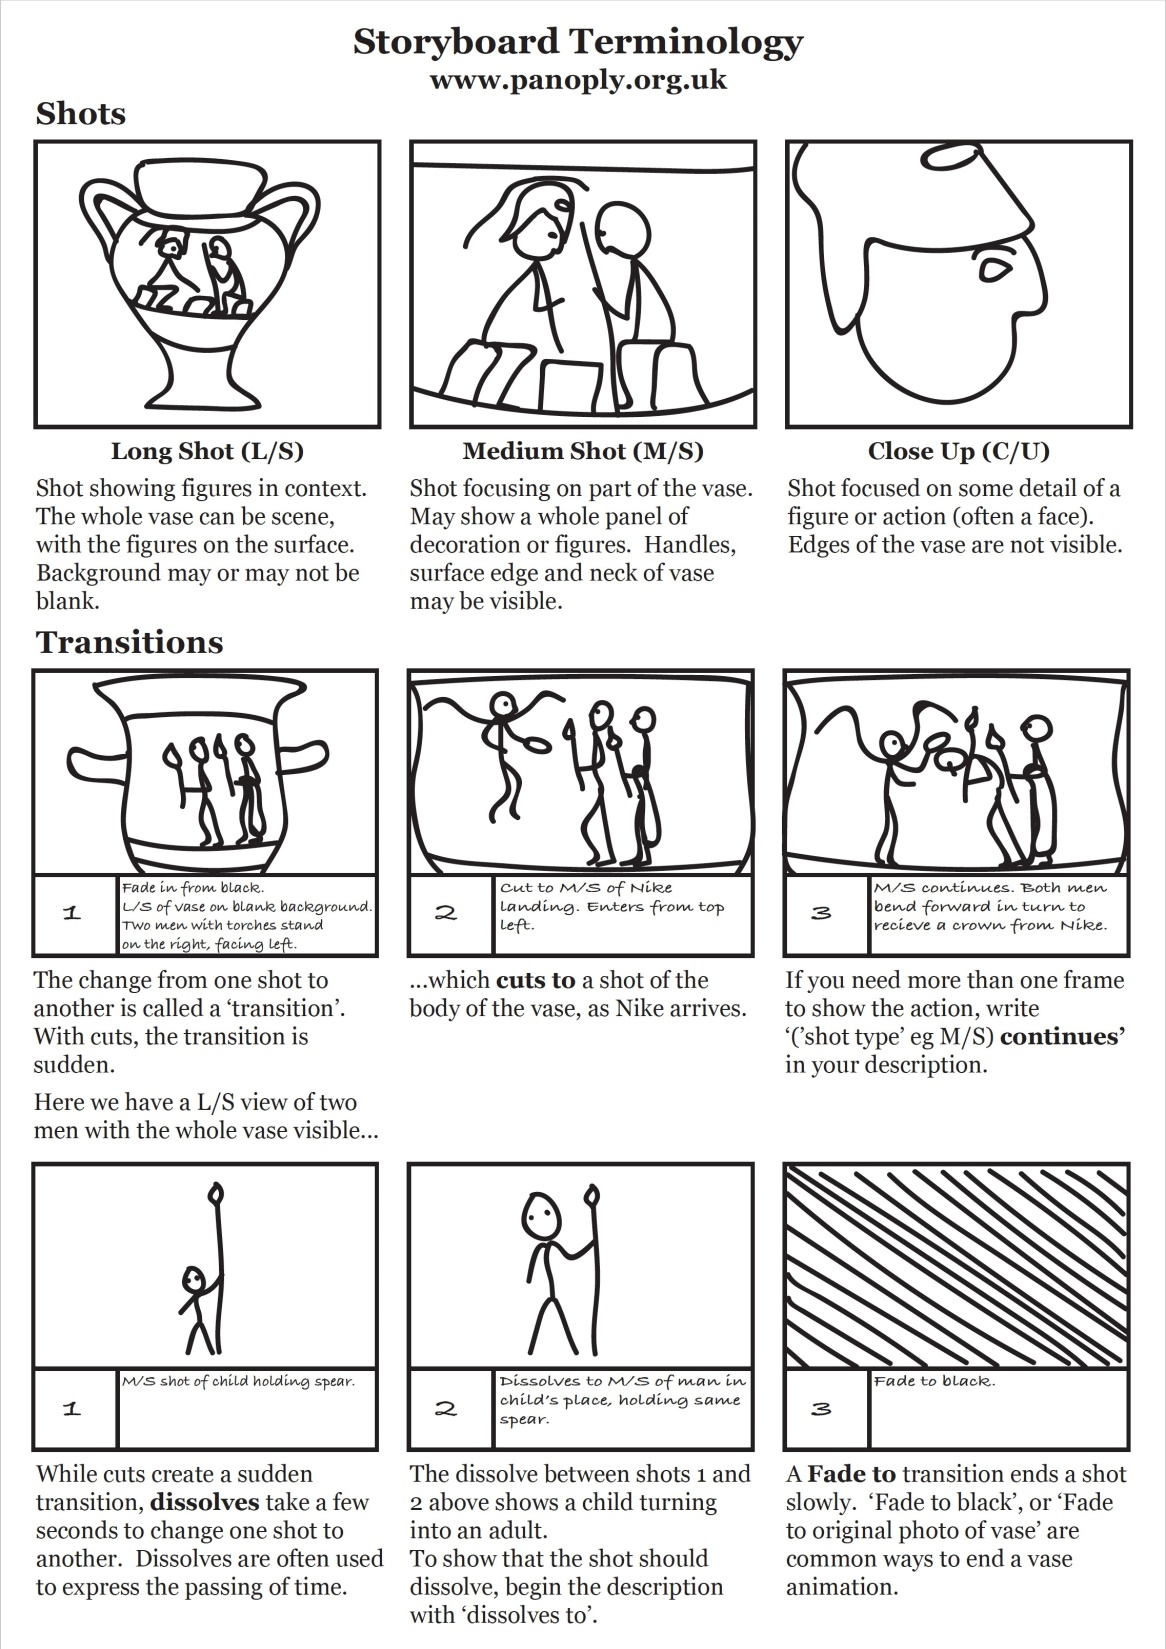 Storyboard Terminology
www.panoply.org.uk
Shots
Long Shot (L/S)
Shot showing figures in context.
The whole vase can be scene,
with the figures on the surface.
Background may or may not be
blank.
Medium Shot (M/S)
Shot focusing on part of the vase.
May show a whole panel of
decoration or figures.  Handles,
surface edge and neck of vase
may be visible.
Close Up (C/U)
Shot focused on some detail of a
figure or action (often a face).
Edges of the vase are not visible.
Transitions
1
Fade in from black.
L/S of vase on blank background.
Two men with torches stand
on the right, facing left.
The change from one shot to
another is called a ‘transition’.
With cuts, the transition is
sudden.
Here we have a L/S view of two
men with the whole vase visible...
2
Cut to M/S of Nike
landing. Enters from top
left.
...which cuts to a shot of the
body of the vase, as Nike arrives.
3
M/S continues. Both men
bend forward in turn to
recieve a crown from Nike.
If you need more than one frame
to show the action, write
‘(’shot type’ eg M/S) continues’
in your description.
1
M/S shot of child holding spear.
While cuts create a sudden
transition, dissolves take a few
seconds to change one shot to
another.  Dissolves are often used
to express the passing of time.
2
Dissolves to M/S of man in
child's place, holding same
spear.
The dissolve between shots 1 and
2 above shows a child turning
into an adult.
To show that the shot should
dissolve, begin the description
with ‘dissolves to’.
3
Fade to black.
A Fade to transition ends a shot
slowly.  ‘Fade to black’, or ‘Fade
to original photo of vase’ are
common ways to end a vase
animation.